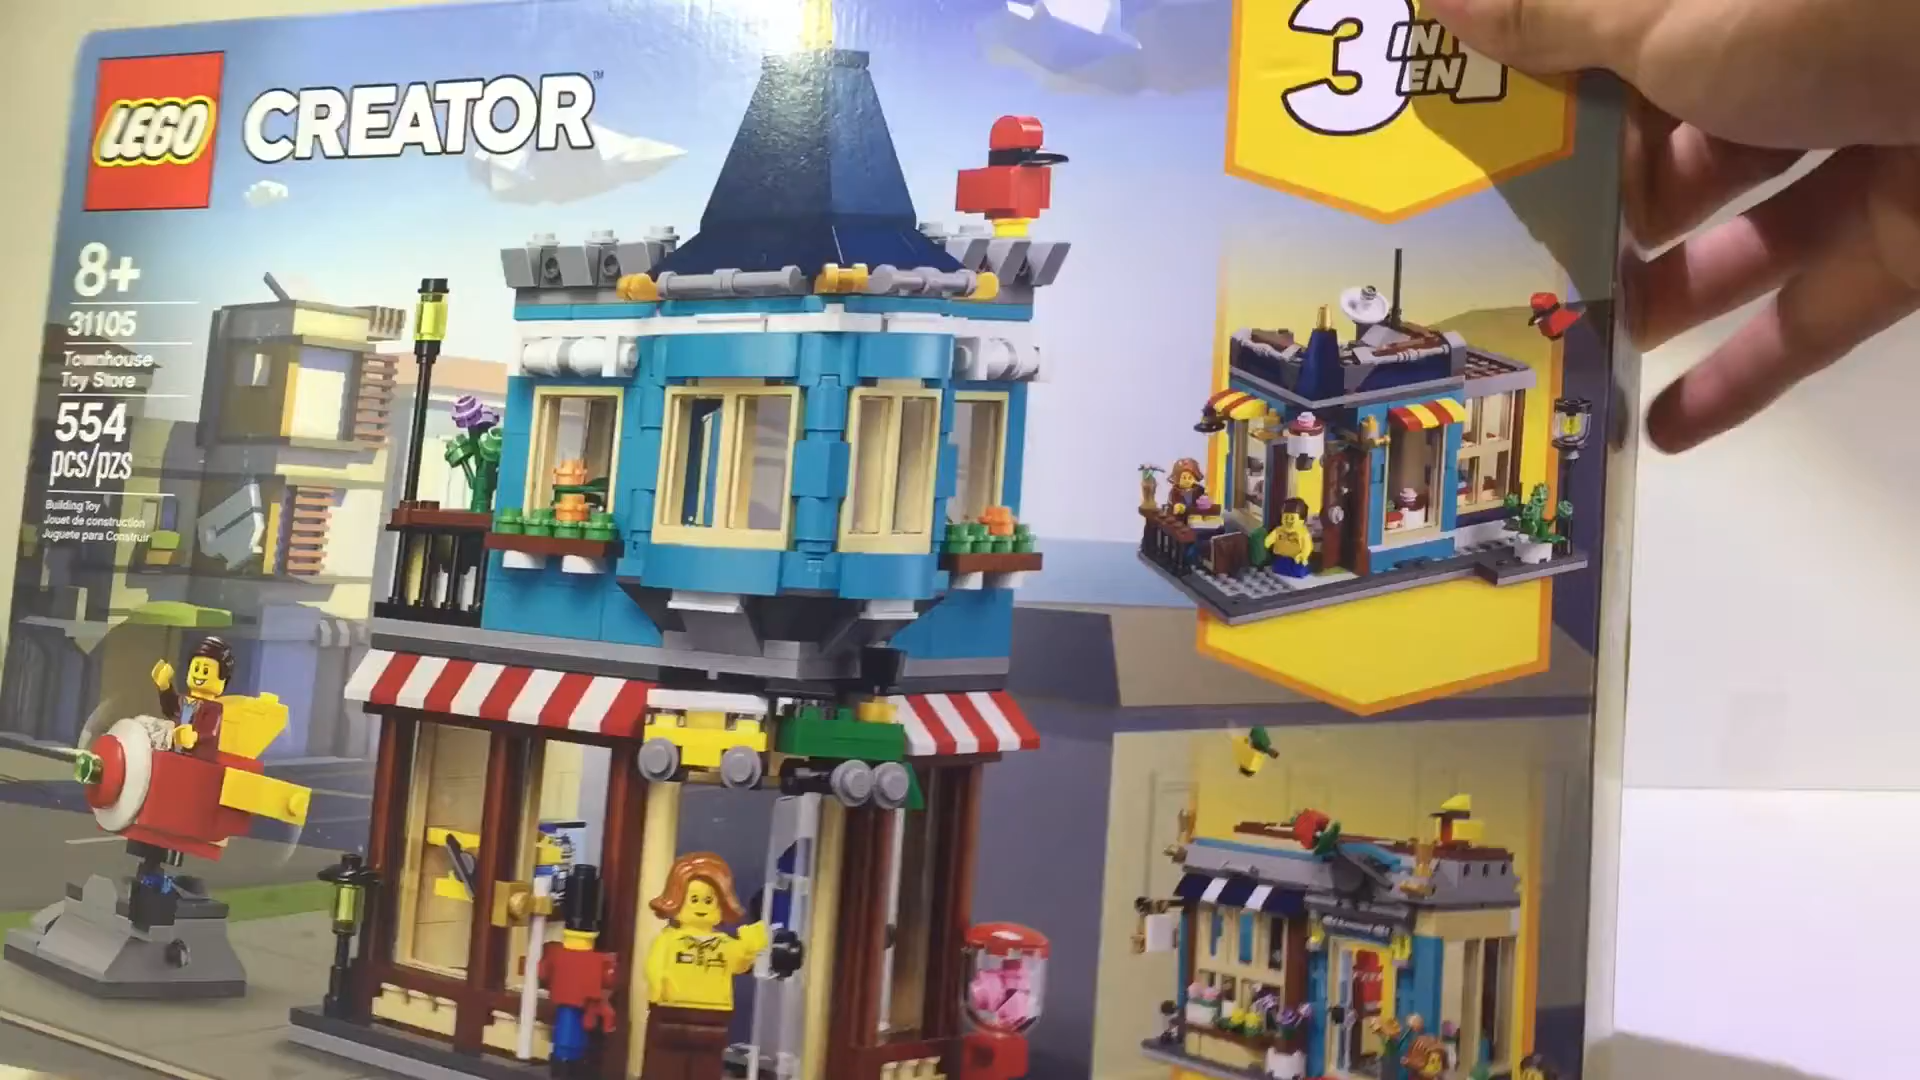 LEGO
CREATOR™
3
IN
EN
8+
31105
Townhouse
Toy Store
554
pcs/pzs
Building Toy
Jouet de construction
Juguete para Construir